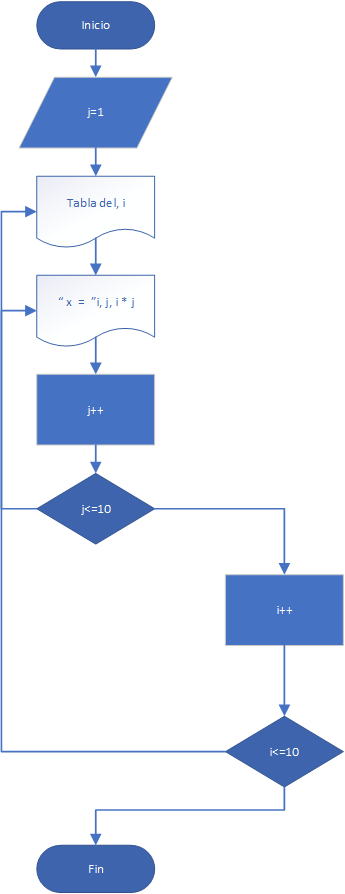 Inicio
j=1
Tabla del, i
“ x = ”i, j, i * j
j++
j<=10
i++
i<=10
Fin